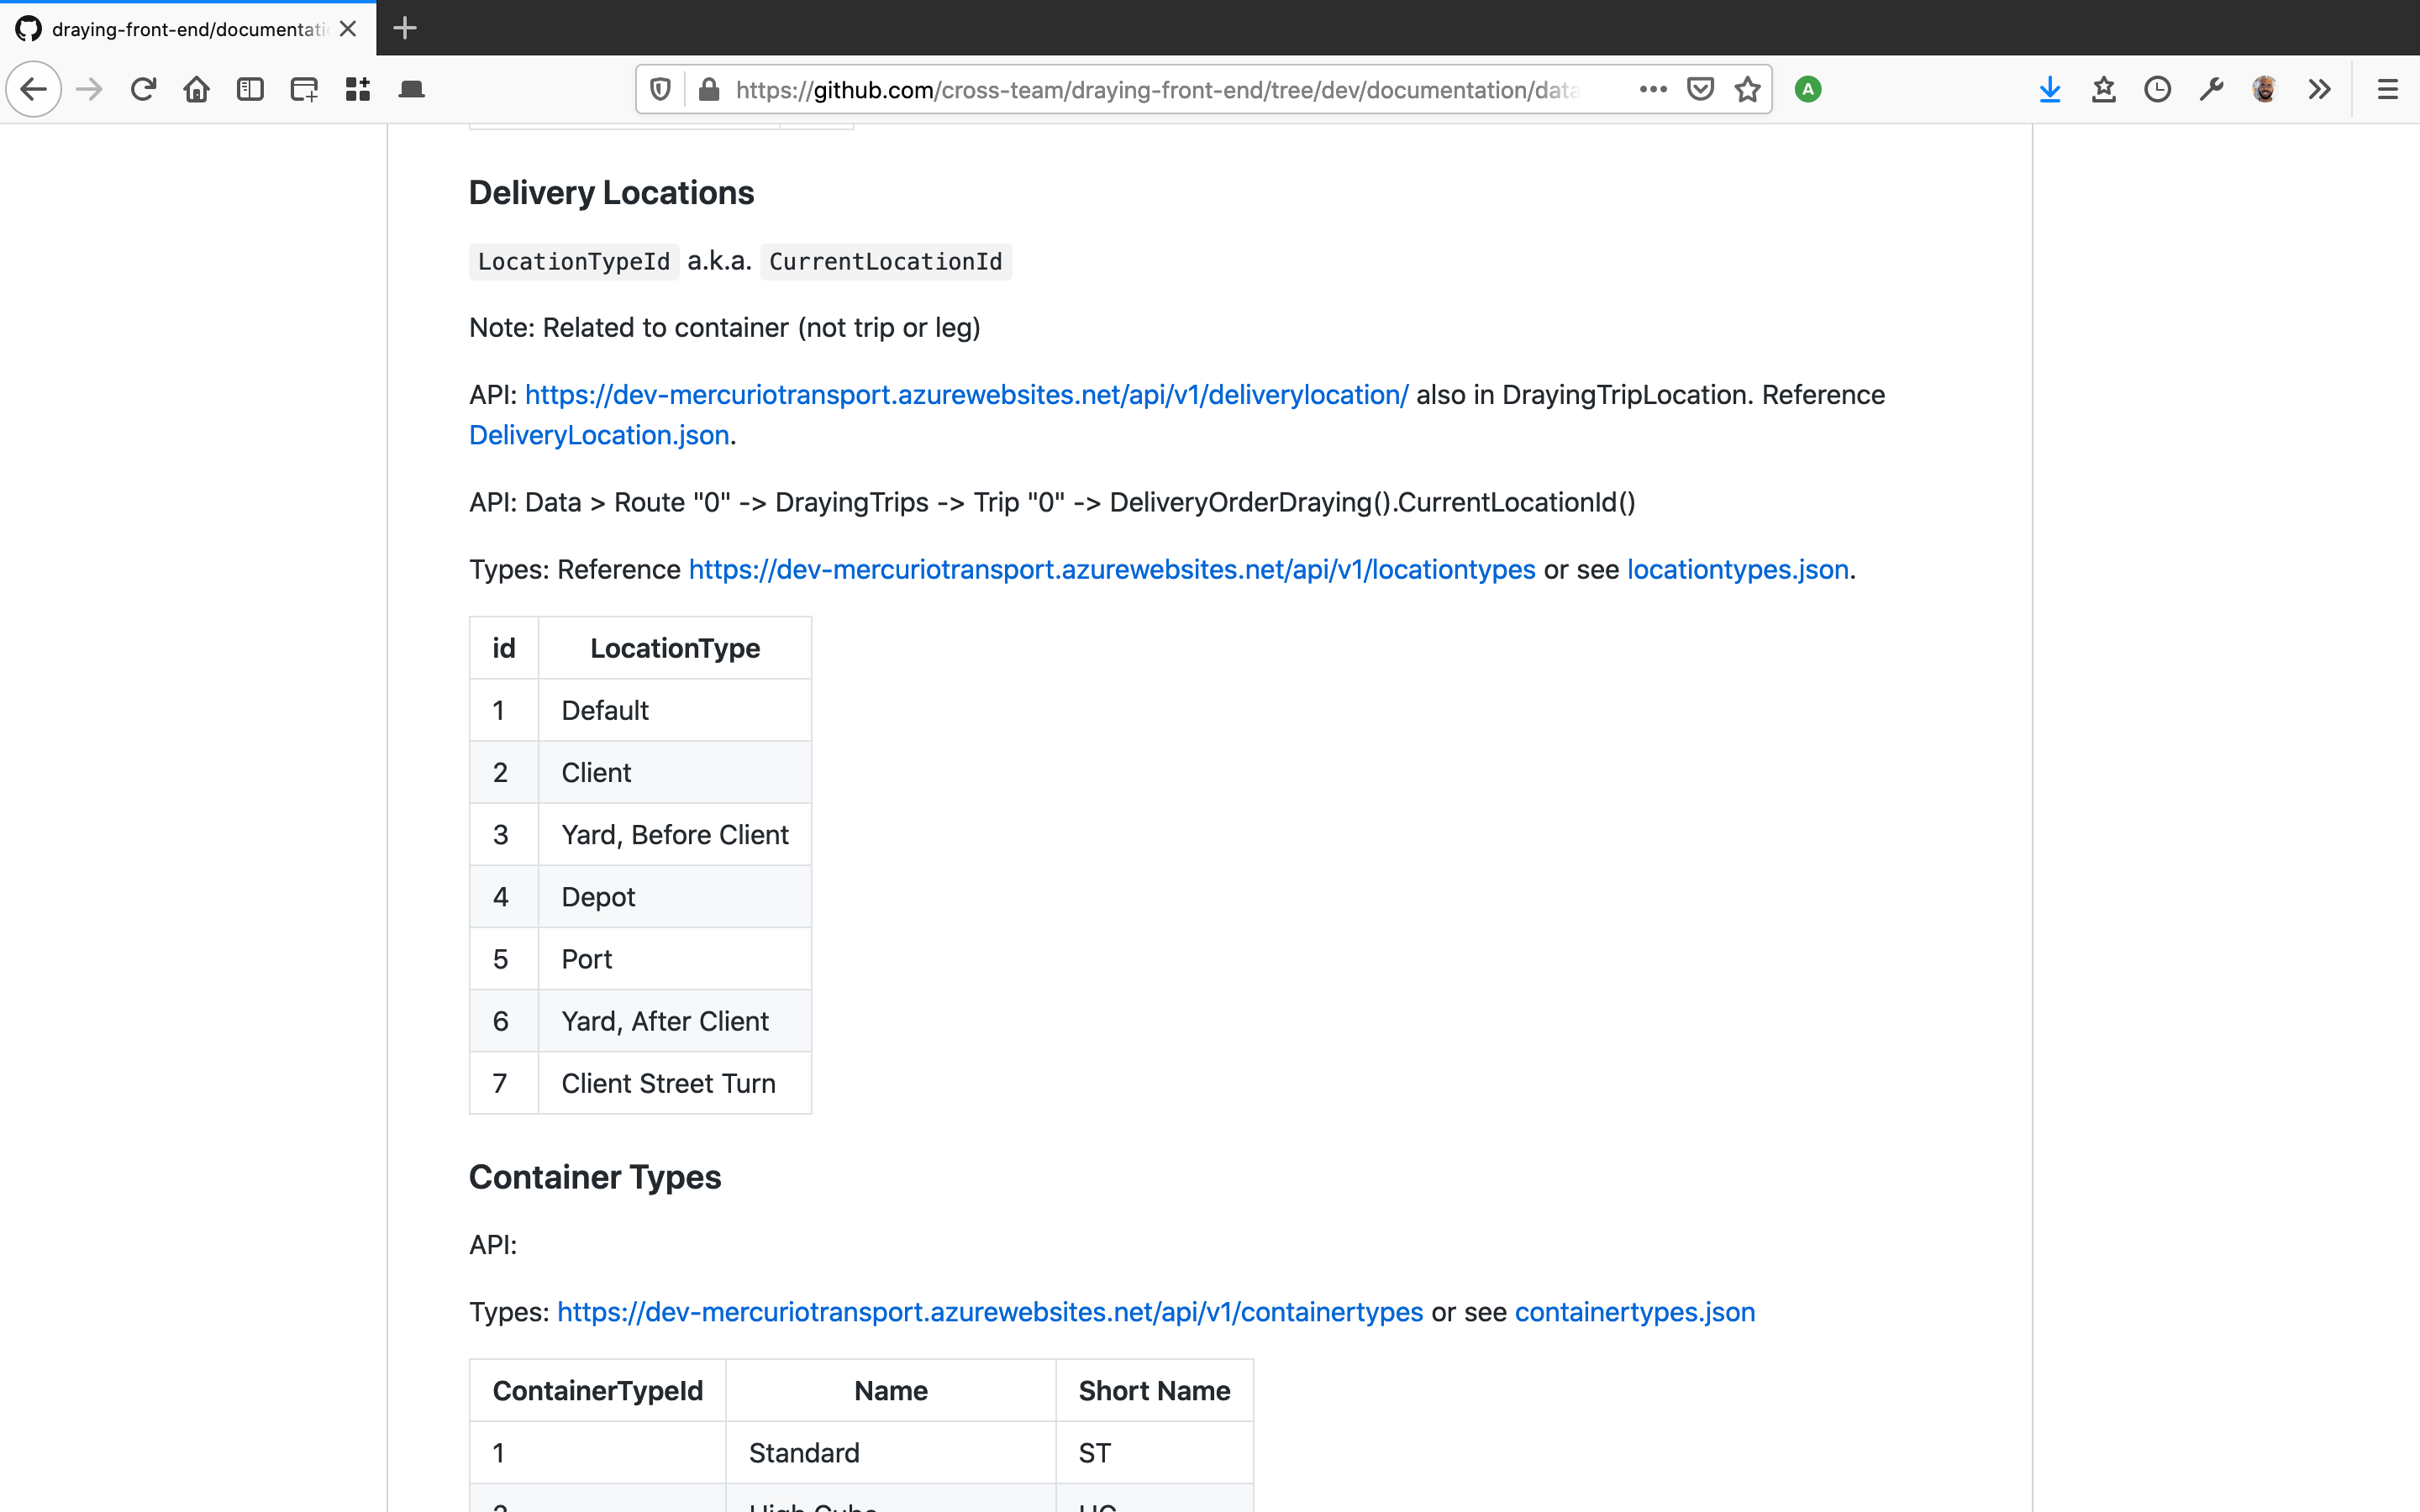 draying-front-end/documentati
https://github.com/cross-team/draying-front-end/tree/dev/documentation/data
A
Delivery Locations
LocationTypeId a.k.a. CurrentLocationId
Note: Related to container (not trip or leg)
API: https://dev-mercuriotransport.azurewebsites.net/api/v1/deliverylocation/ also in DrayingTripLocation. Reference
DeliveryLocation.json.
API: Data > Route "0" -> DrayingTrips -> Trip "0" -> DeliveryOrderDraying().CurrentLocationId()
Types: Reference https://dev-mercuriotransport.azurewebsites.net/api/v1/locationtypes or see locationtypes.json.
id LocationType
1 Default
2 Client
3 Yard, Before Client
4 Depot
5 Port
6 Yard, After Client
7 Client Street Turn
Container Types
API:
Types: https://dev-mercuriotransport.azurewebsites.net/api/v1/containertypes or see containertypes.json
ContainerTypeId Name Short Name
1 Standard ST